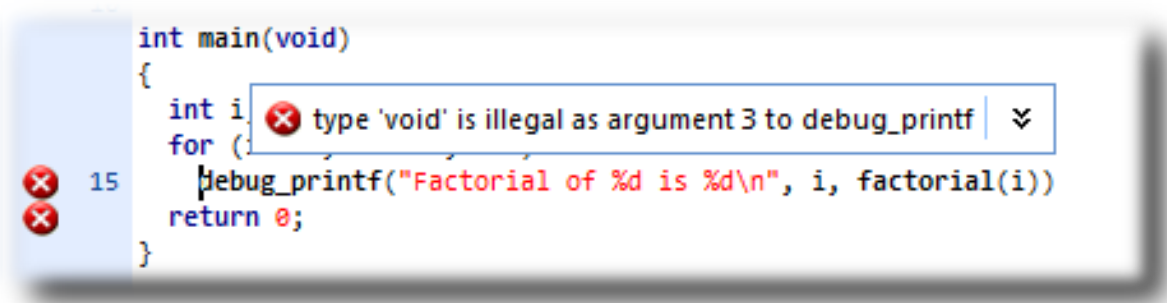 int main(void)
{
int i
type 'void' is illegal as argument 3 to debug_printf
for (
15 debug_printf("Factorial of %d is %d\n", i, factorial(i))
return 0;
}